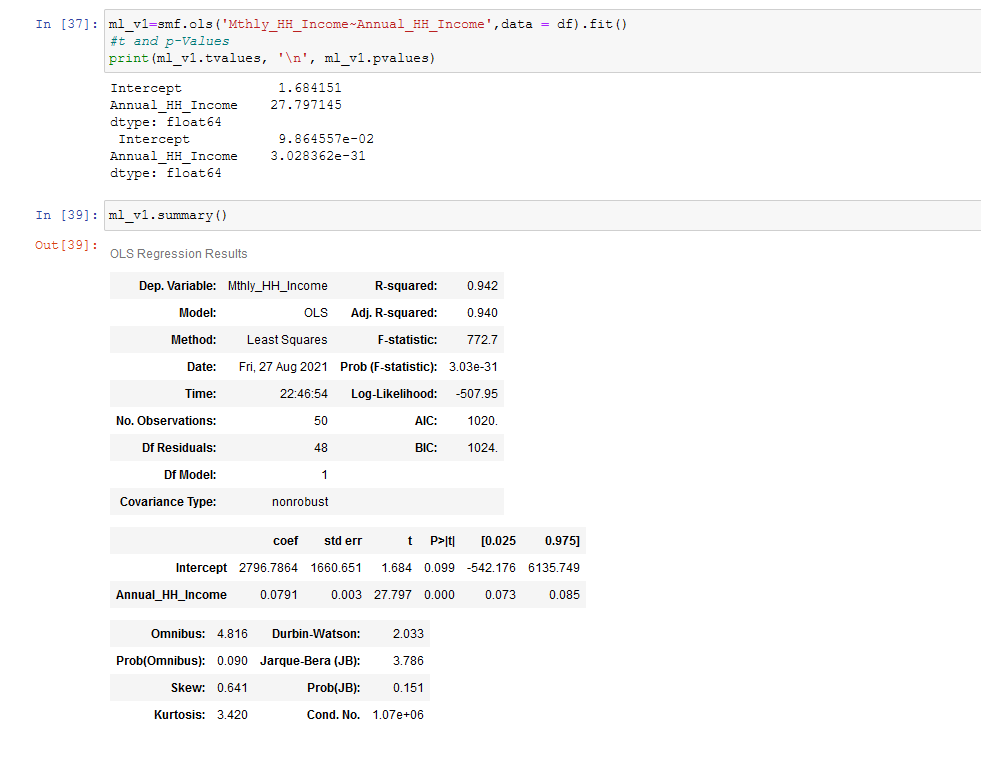 In [37]: ml_v1=smf.ols('Mthly_HH_Income~Annual_HH_Income',data = df).fit()
#t and p-Values
print(ml_v1.tvalues, '\n', ml_v1.pvalues)
Intercept 1.684151
Annual_HH_Income 27.797145
dtype: float64
Intercept 9.864557e-02
Annual_HH_Income 3.028362e-31
dtype: float64
In [39]: ml_v1.summary()
Out[39]:
OLS Regression Results
Dep. Variable: Mthly_HH_Income R-squared: 0.942
Model: OLS Adj. R-squared: 0.940
Method: Least Squares F-statistic: 772.7
Date: Fri, 27 Aug 2021 Prob (F-statistic): 3.03e-31
Time: 22:46:54 Log-Likelihood: -507.95
No. Observations: 50 AIC: 1020.
Df Residuals: 48 BIC: 1024.
Df Model: 1
Covariance Type: nonrobust
coef std err t P>|t| [0.025 0.975]
Intercept 2796.7864 1660.651 1.684 0.099 -542.176 6135.749
Annual_HH_Income 0.0791 0.003 27.797 0.000 0.073 0.085
Omnibus: 4.816 Durbin-Watson: 2.033
Prob(Omnibus): 0.090 Jarque-Bera (JB): 3.786
Skew: 0.641 Prob(JB): 0.151
Kurtosis: 3.420 Cond. No. 1.07e+06